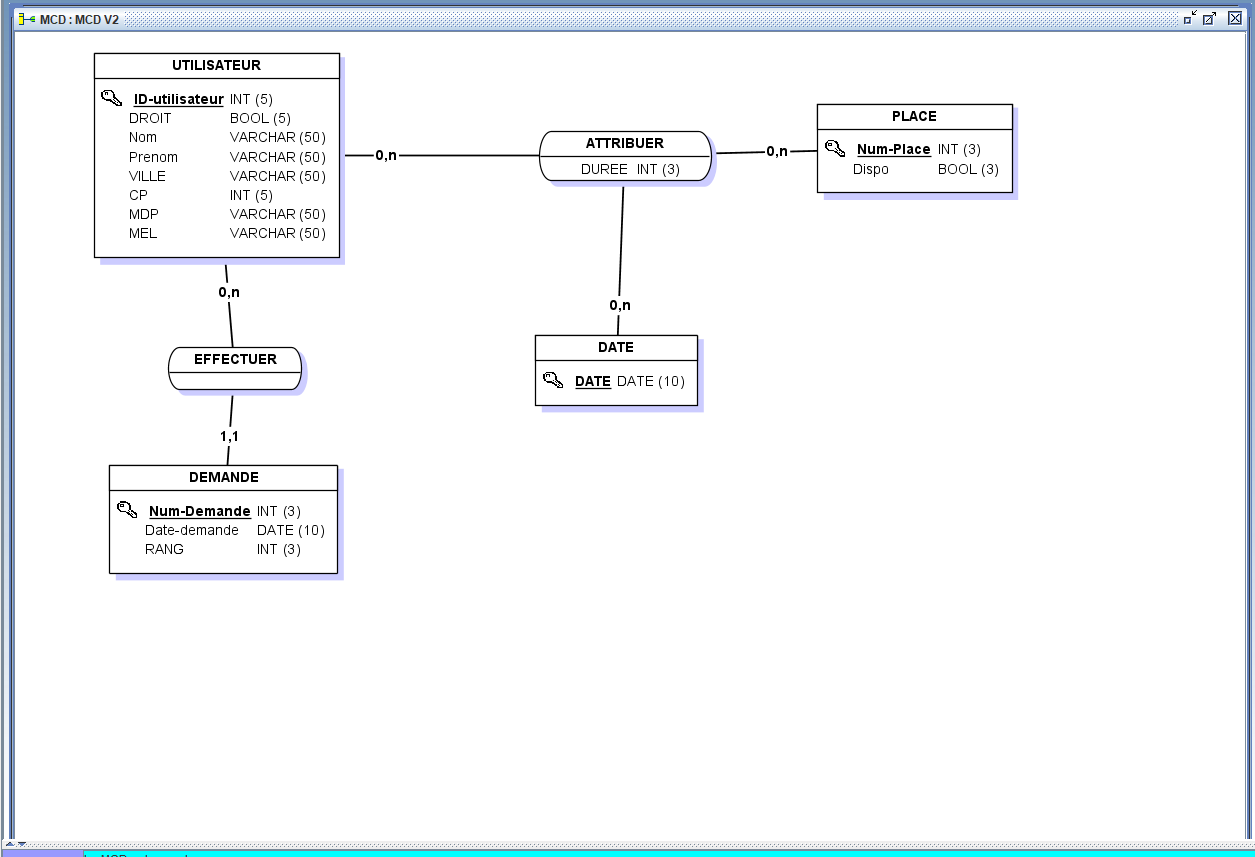 MCD : MCD V2
UTILISATEUR
ID-utilisateur INT (5)
DROIT BOOL (5)
Nom VARCHAR (50)
Prenom VARCHAR (50)
VILLE VARCHAR (50)
CP INT (5)
MDP VARCHAR (50)
MEL VARCHAR (50)
0,n
ATTRIBUER
DUREE INT (3)
0,n
PLACE
Num-Place INT (3)
Dispo BOOL (3)
0,n
0,n
DATE
DATE DATE (10)
EFFECTUER
1,1
DEMANDE
Num-Demande INT (3)
Date-demande DATE (10)
RANG INT (3)